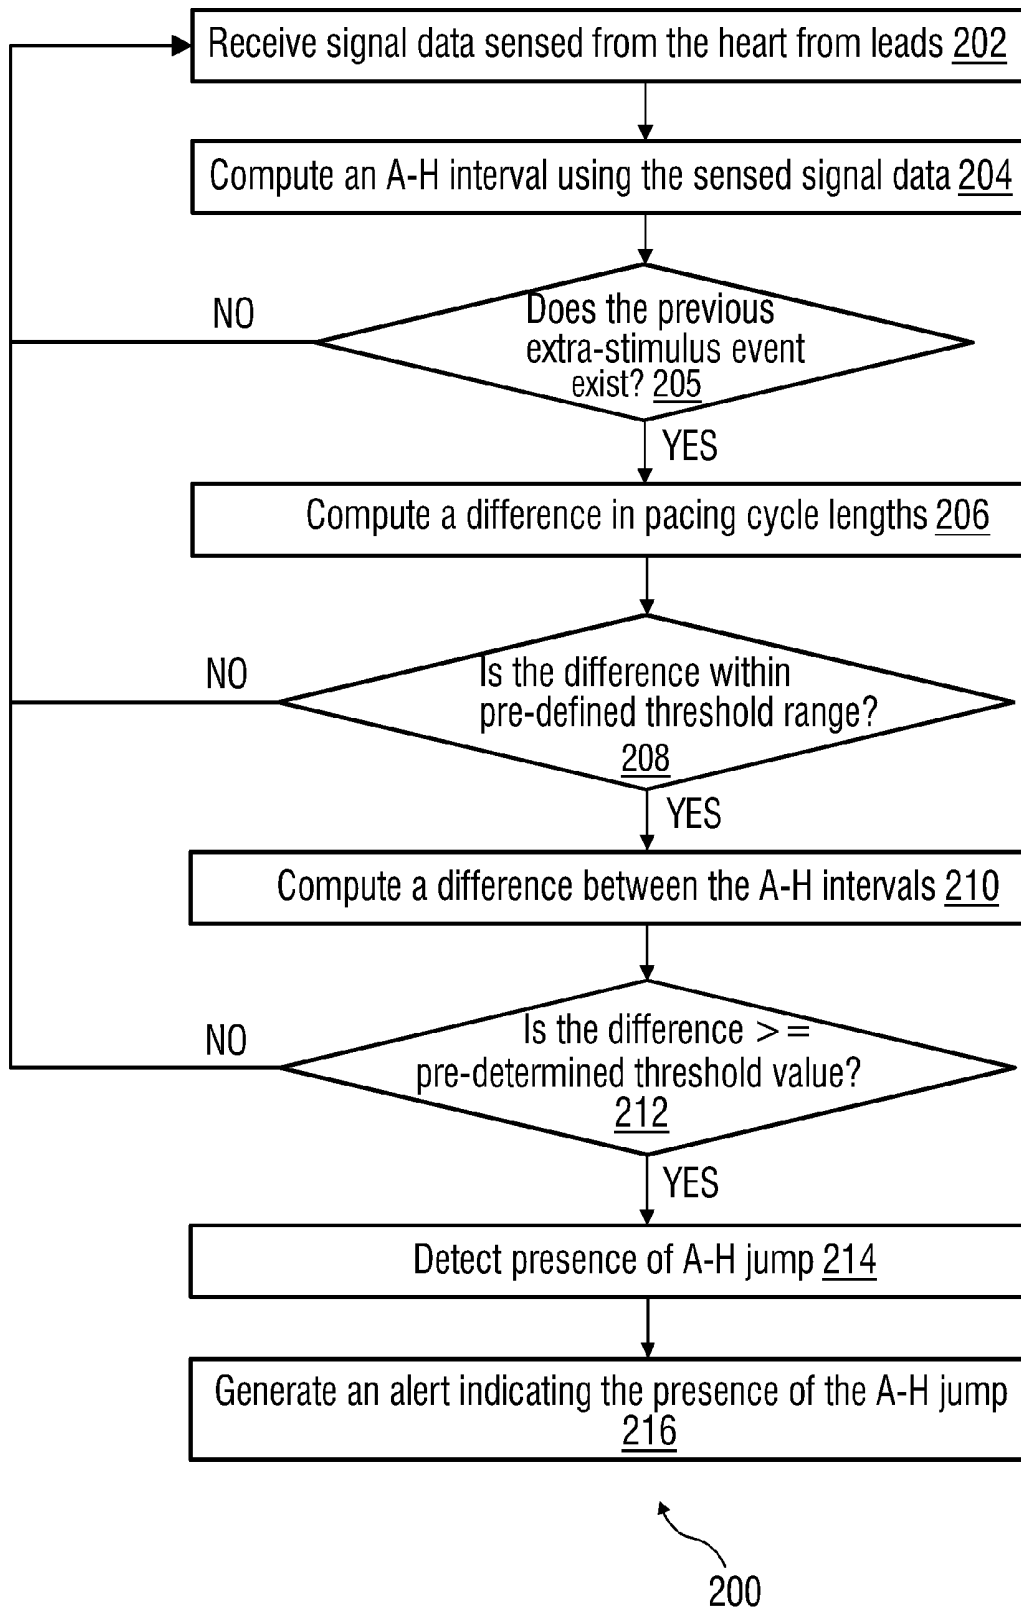 Receive signal data sensed from the heart from leads 202
Compute an A-H interval using the sensed signal data 204
Does the previous
extra-stimulus event
exist? 205
NO
YES
Compute a difference in pacing cycle lengths 206
Is the difference within
pre-defined threshold range?
208
NO
YES
Compute a difference between the A-H intervals 210
Is the difference >=
pre-determined threshold value?
212
NO
YES
Detect presence of A-H jump 214
Generate an alert indicating the presence of the A-H jump
216
200